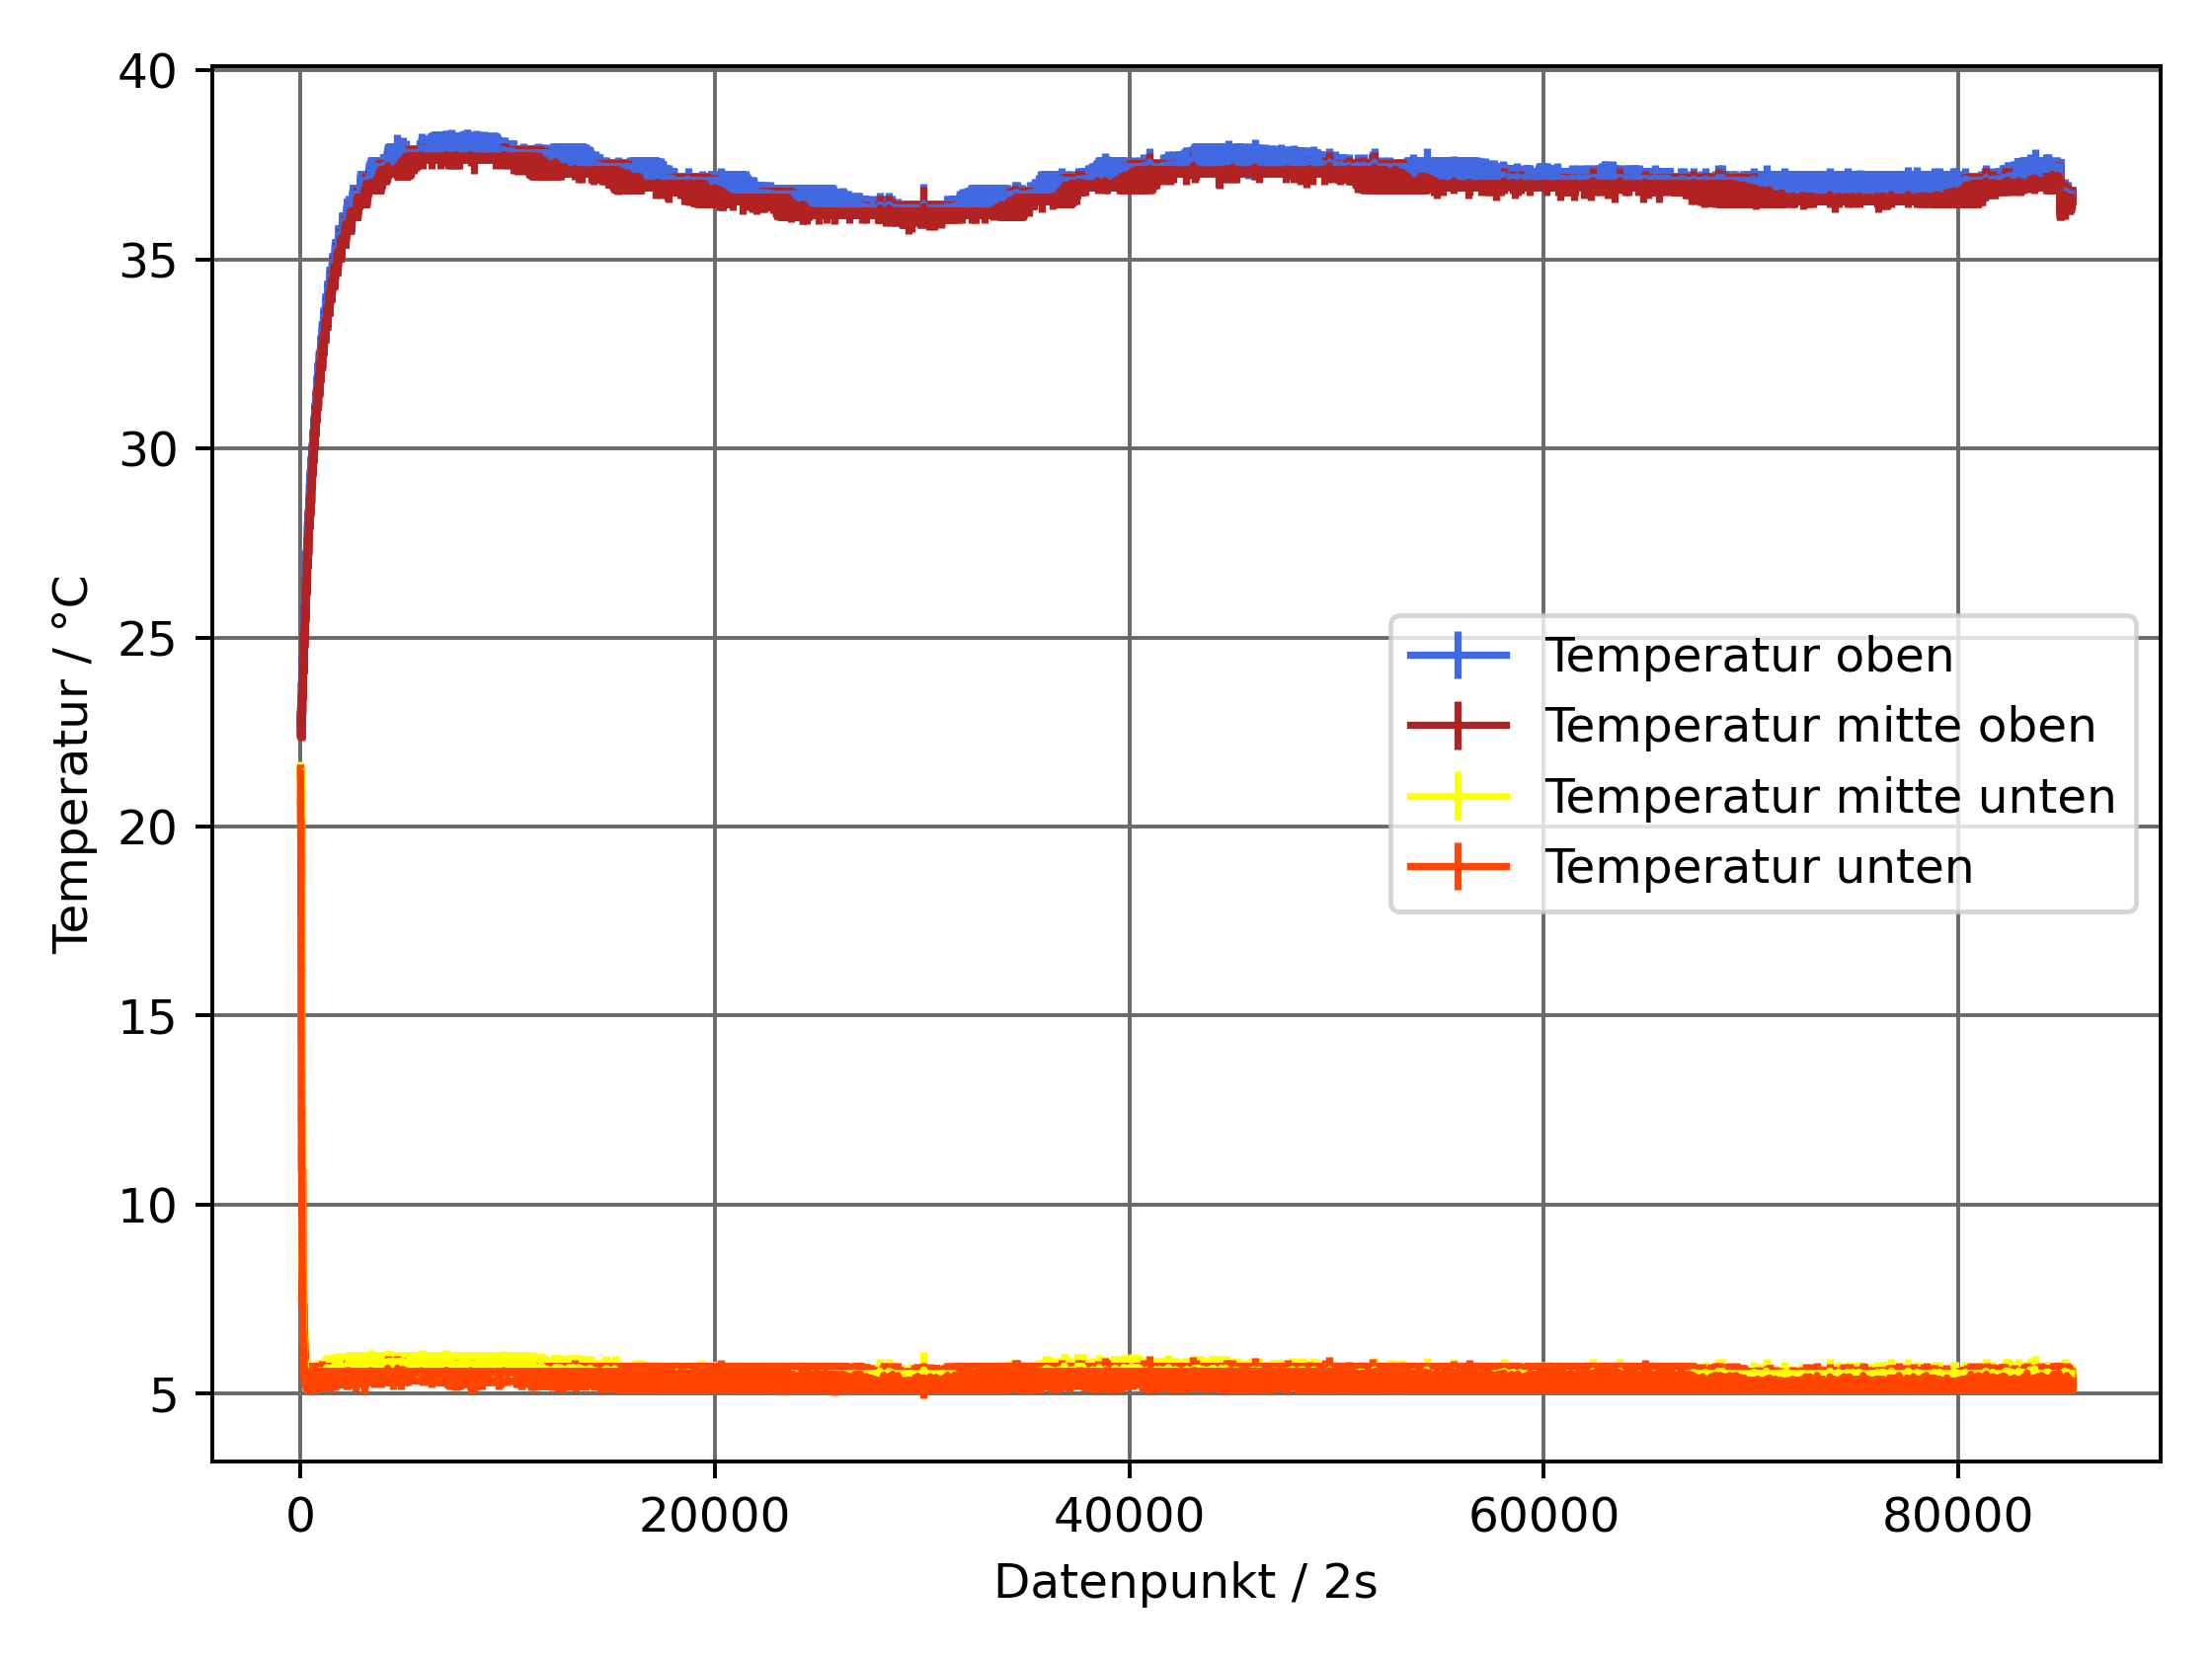 40
35
30
25
20
15
10
5
Temperatur / °C
Temperatur oben
Temperatur mitte oben
Temperatur mitte unten
Temperatur unten
0 20000 40000 60000 80000
Datenpunkt / 2s